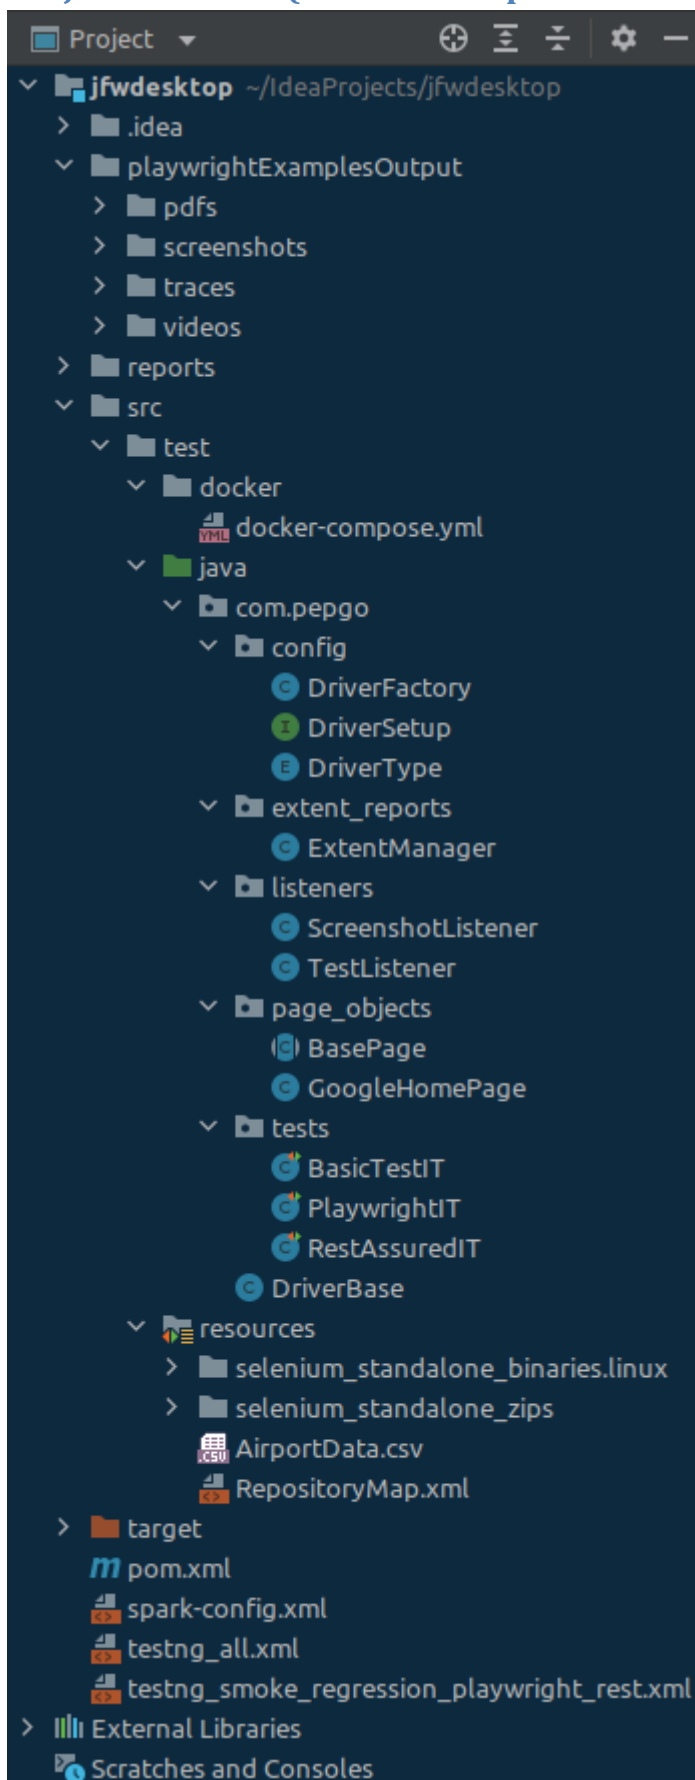 Project
jfwdesktop ~/IdeaProjects/jfwdesktop
.idea
playwrightExamplesOutput
pdfs
screenshots
traces
videos
reports
src
test
docker
YML docker-compose.yml
java
com.pepgo
config
C DriverFactory
I DriverSetup
E DriverType
extent_reports
C ExtentManager
listeners
C ScreenshotListener
C TestListener
page_objects
C BasePage
C GoogleHomePage
tests
C BasicTestIT
C PlaywrightIT
C RestAssuredIT
C DriverBase
resources
selenium_standalone_binaries.linux
selenium_standalone_zips
.CSV AirportData.csv
<> RepositoryMap.xml
target
m pom.xml
<> spark-config.xml
<> testng_all.xml
<> testng_smoke_regression_playwright_rest.xml
External Libraries
Scratches and Consoles